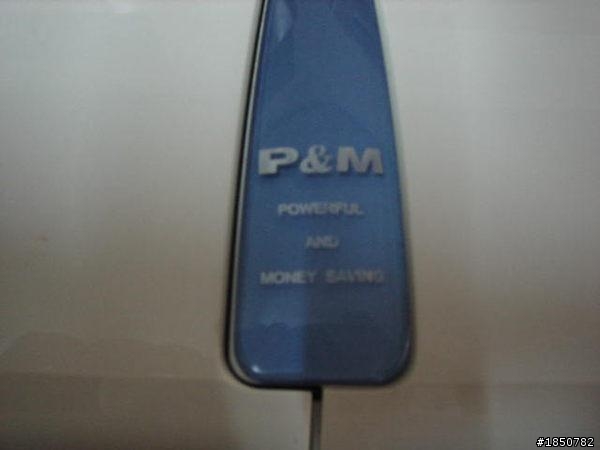 P&M
POWERFUL
AND
MONEY SAVING
#1850782